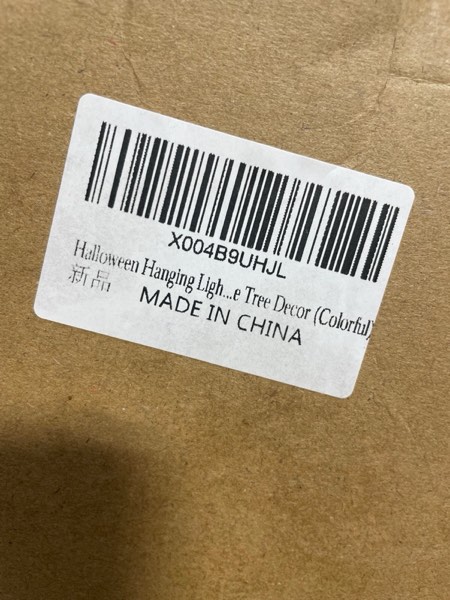 X004B9UHJL
Halloween Hanging Ligh...e Tree Decor (Colorful)
新品
MADE IN CHINA